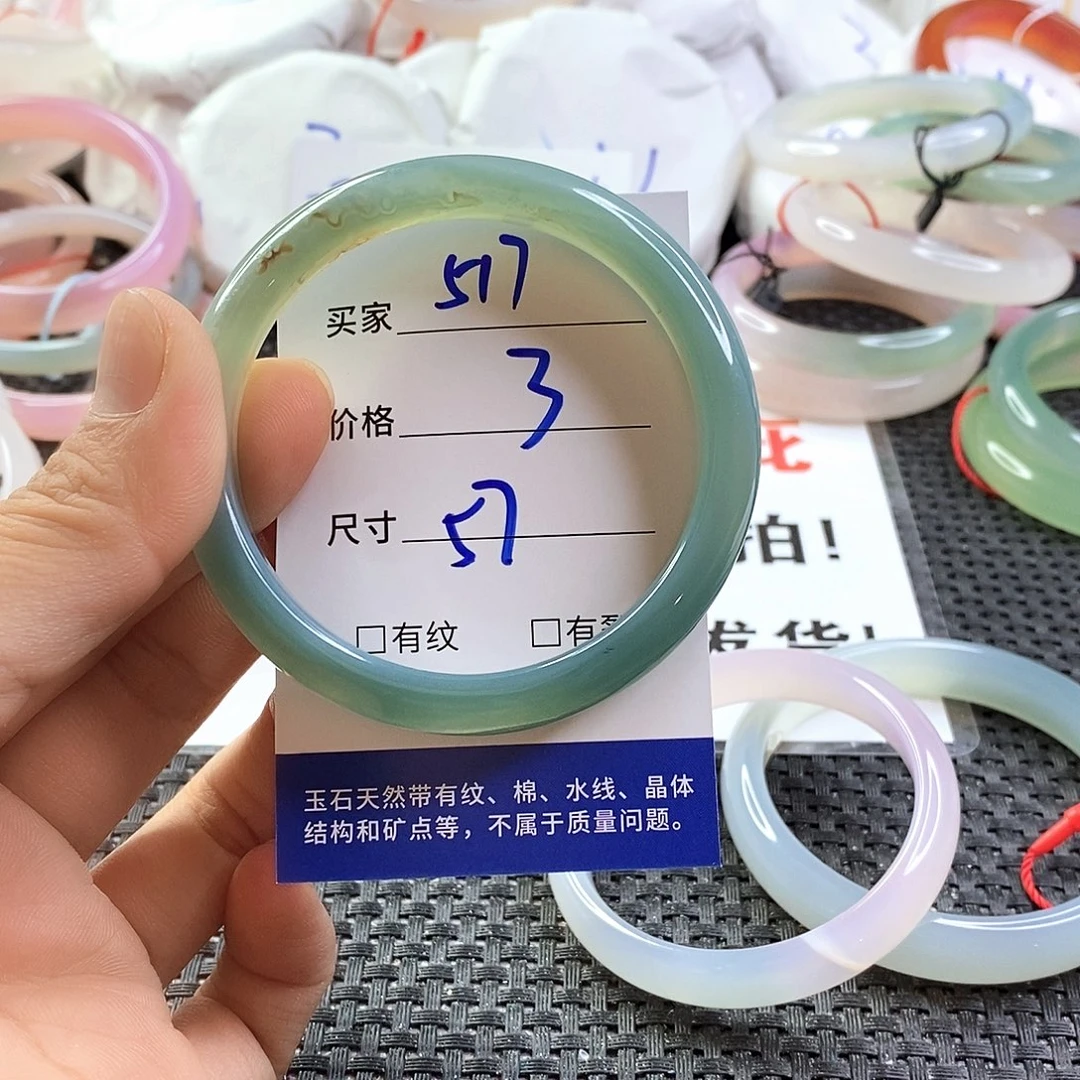 买家 517
价格 3
尺寸 57
□有纹 □有
玉石天然带有纹、棉、水线、晶体
结构和矿点等，不属于质量问题。
拍！
发货！